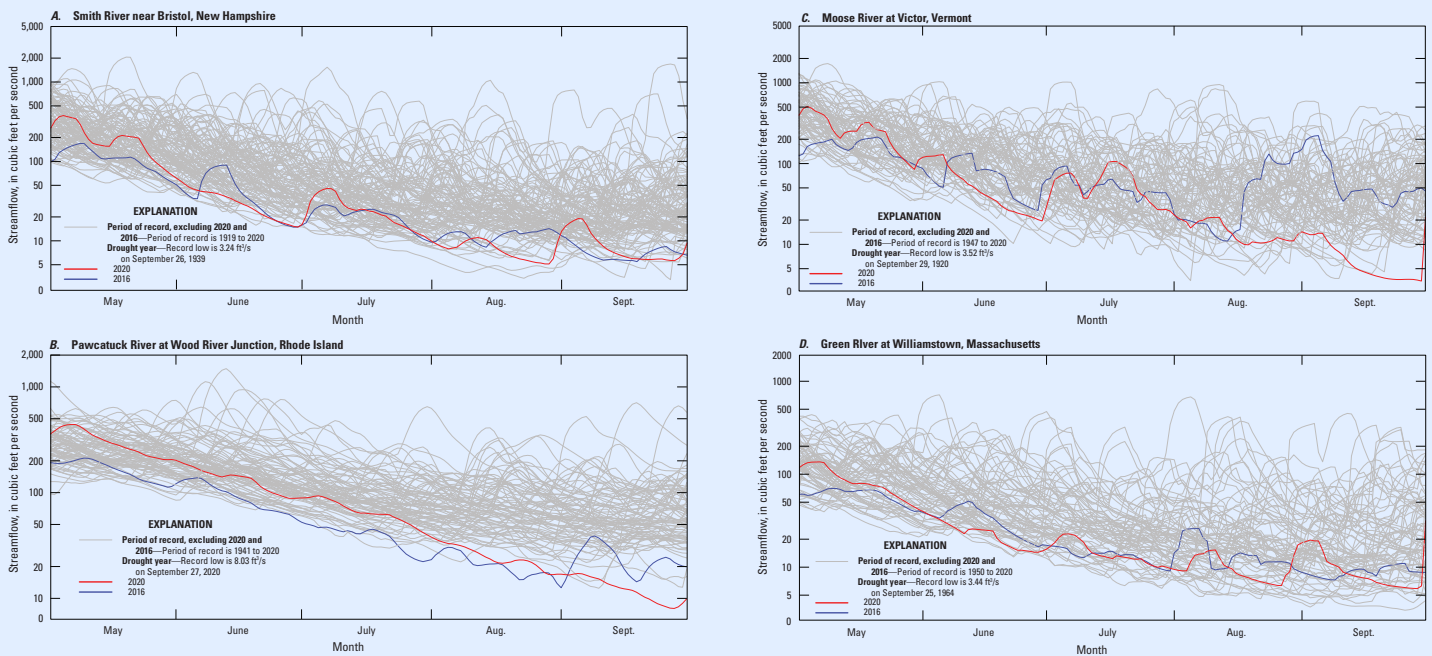 A. Smith River near Bristol, New Hampshire
5,000
2,000
1,000
500
200
100
50
20
10
5
0
Streamflow, in cubic feet per second
EXPLANATION
Period of record, excluding 2020 and
2016—Period of record is 1919 to 2020
Drought year—Record low is 3.24 ft³/s
on September 26, 1939
2020
2016
May June July Aug. Sept.
Month
B. Pawcatuck River at Wood River Junction, Rhode Island
2,000
1,000
500
200
100
50
20
10
0
Streamflow, in cubic feet per second
EXPLANATION
Period of record, excluding 2020 and
2016—Period of record is 1941 to 2020
Drought year—Record low is 8.03 ft³/s
on September 27, 2020
2020
2016
May June July Aug. Sept.
Month
C. Moose River at Victor, Vermont
5000
2000
1000
500
200
100
50
20
10
5
0
Streamflow, in cubic feet per second
EXPLANATION
Period of record, excluding 2020 and
2016—Period of record is 1947 to 2020
Drought year—Record low is 3.52 ft³/s
on September 29, 1920
2020
2016
May June July Aug. Sept.
Month
D. Green RIver at Williamstown, Massachusetts
2000
1000
500
200
100
50
20
10
5
0
Streamflow, in cubic feet per second
EXPLANATION
Period of record, excluding 2020 and
2016—Period of record is 1950 to 2020
Drought year—Record low is 3.44 ft³/s
on September 25, 1964
2020
2016
May June July Aug. Sept.
Month